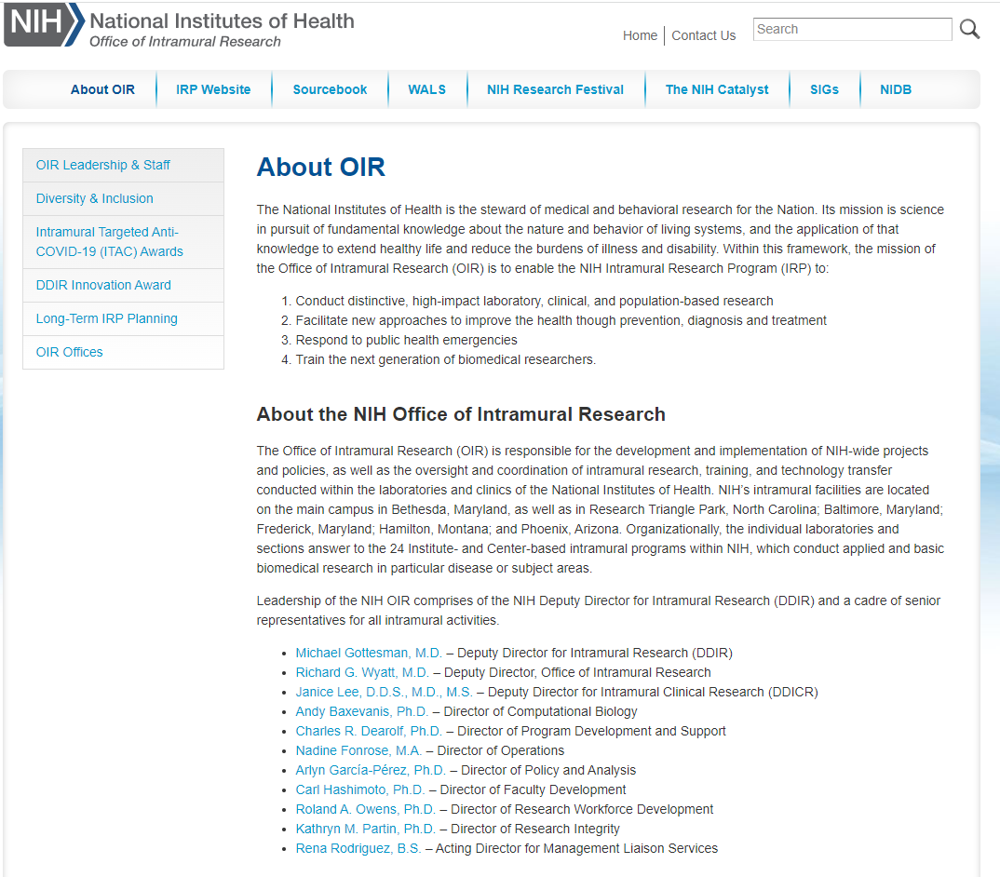 NIH National Institutes of Health
Office of Intramural Research
Home Contact Us Search
About OIR IRP Website Sourcebook WALS NIH Research Festival The NIH Catalyst SIGs NIDB
OIR Leadership & Staff
Diversity & Inclusion
Intramural Targeted Anti-
COVID-19 (ITAC) Awards
DDIR Innovation Award
Long-Term IRP Planning
OIR Offices
About OIR
The National Institutes of Health is the steward of medical and behavioral research for the Nation. Its mission is science
in pursuit of fundamental knowledge about the nature and behavior of living systems, and the application of that
knowledge to extend healthy life and reduce the burdens of illness and disability. Within this framework, the mission of
the Office of Intramural Research (OIR) is to enable the NIH Intramural Research Program (IRP) to:
1. Conduct distinctive, high-impact laboratory, clinical, and population-based research
2. Facilitate new approaches to improve the health though prevention, diagnosis and treatment
3. Respond to public health emergencies
4. Train the next generation of biomedical researchers.
About the NIH Office of Intramural Research
The Office of Intramural Research (OIR) is responsible for the development and implementation of NIH-wide projects
and policies, as well as the oversight and coordination of intramural research, training, and technology transfer
conducted within the laboratories and clinics of the National Institutes of Health. NIH’s intramural facilities are located
on the main campus in Bethesda, Maryland, as well as in Research Triangle Park, North Carolina; Baltimore, Maryland;
Frederick, Maryland; Hamilton, Montana; and Phoenix, Arizona. Organizationally, the individual laboratories and
sections answer to the 24 Institute- and Center-based intramural programs within NIH, which conduct applied and basic
biomedical research in particular disease or subject areas.
Leadership of the NIH OIR comprises of the NIH Deputy Director for Intramural Research (DDIR) and a cadre of senior
representatives for all intramural activities.
• Michael Gottesman, M.D. – Deputy Director for Intramural Research (DDIR)
• Richard G. Wyatt, M.D. – Deputy Director, Office of Intramural Research
• Janice Lee, D.D.S., M.D., M.S. – Deputy Director for Intramural Clinical Research (DDICR)
• Andy Baxevanis, Ph.D. – Director of Computational Biology
• Charles R. Dearolf, Ph.D. – Director of Program Development and Support
• Nadine Fonrose, M.A. – Director of Operations
• Arlyn García-Pérez, Ph.D. – Director of Policy and Analysis
• Carl Hashimoto, Ph.D. – Director of Faculty Development
• Roland A. Owens, Ph.D. – Director of Research Workforce Development
• Kathryn M. Partin, Ph.D. – Director of Research Integrity
• Rena Rodriguez, B.S. – Acting Director for Management Liaison Services